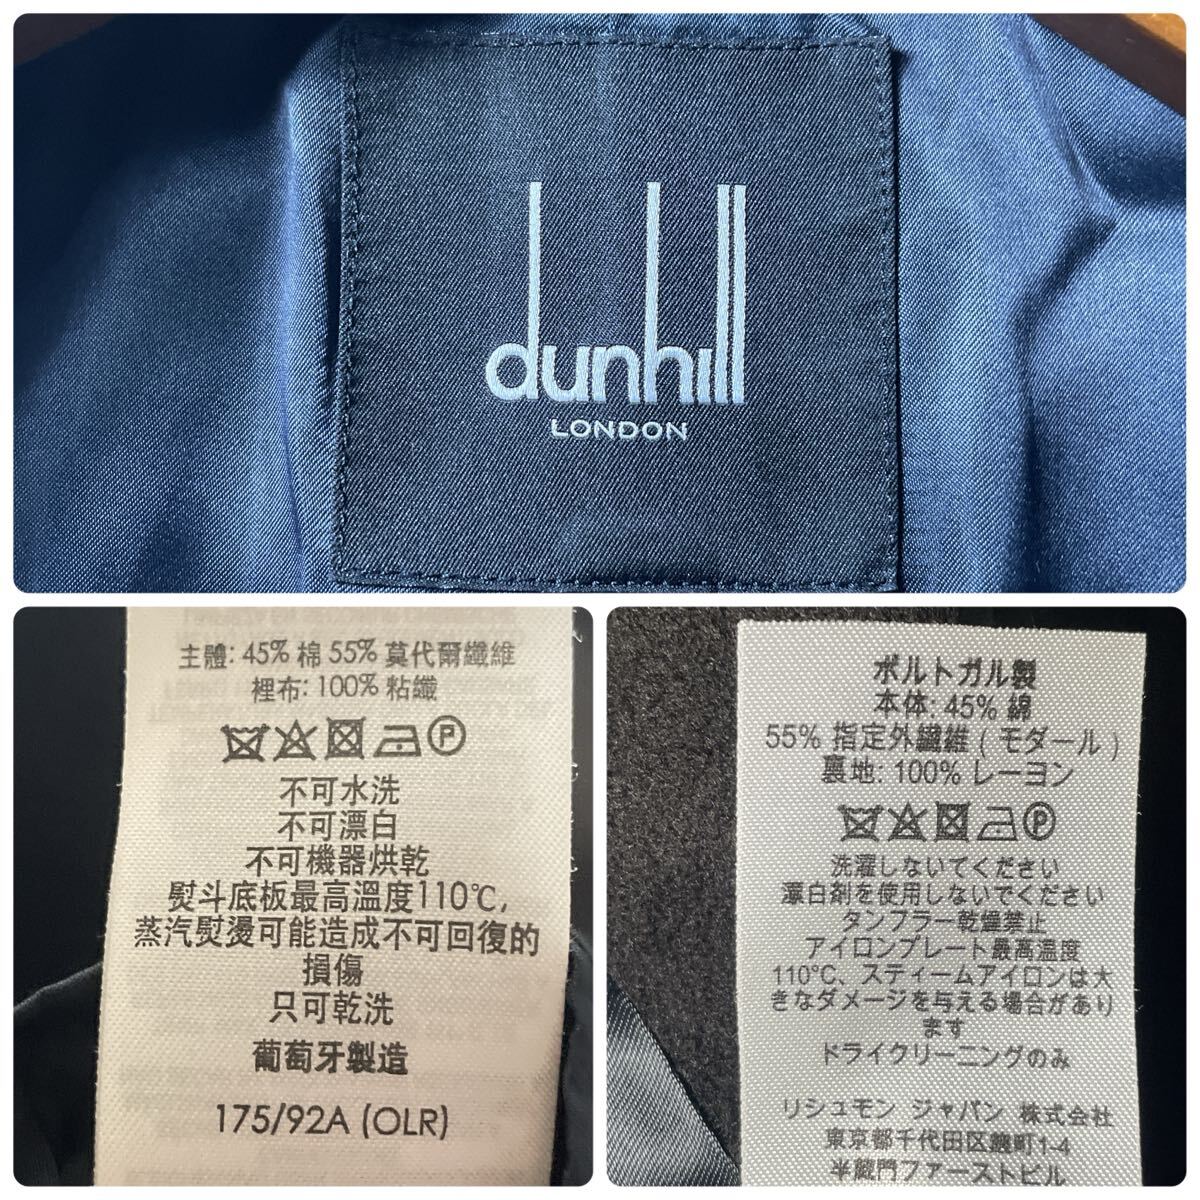 dunhill
LONDON
主體: 45% 棉 55% 莫代爾纖維
裡布: 100% 粘纖
P
不可水洗
不可漂白
不可機器烘乾
熨斗底板最高溫度110℃,
蒸汽熨燙可能造成不可回復的
損傷
只可乾洗
葡萄牙製造
175/92A (OLR)
ポルトガル製
本体: 45% 綿
55% 指定外繊維 ( モダール )
裏地: 100% レーヨン
P
洗濯しないてください
漂白剤を使用しないでください
タンフラー乾燥禁止
アイロンプレート最高温度
110℃、スティームアイロンは大
きなダメージを与える場合があり
ます
ドライクリーニングのみ
リシュモン ジャパン 株式会社
東京都千代田区麹町1-4
半蔵門ファーストビル